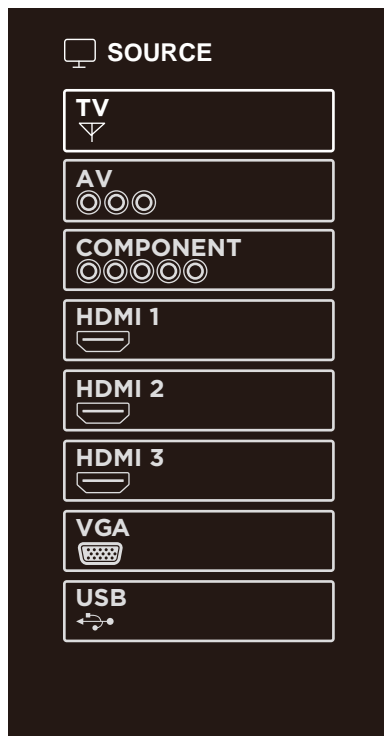 SOURCE
TV
AV
COMPONENT
HDMI 1
HDMI 2
HDMI 3
VGA
USB